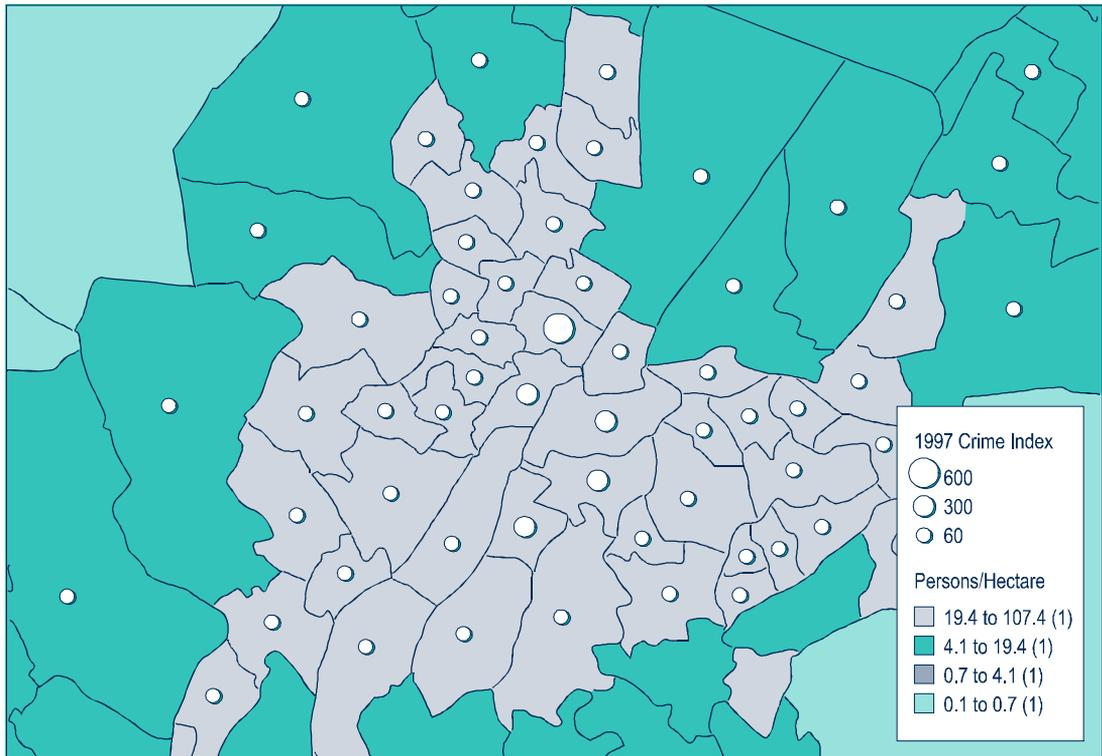 1997 Crime Index
600
300
60
Persons/Hectare
19.4 to 107.4 (1)
4.1 to 19.4 (1)
0.7 to 4.1 (1)
0.1 to 0.7 (1)